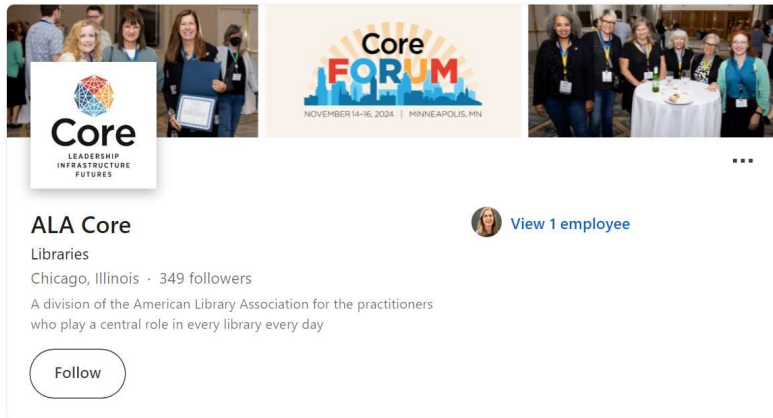 Core
FORUM
NOVEMBER 14-16, 2024 | MINNEAPOLIS, MN
Core
LEADERSHIP
INFRASTRUCTURE
FUTURES
ALA Core
Libraries
Chicago, Illinois · 349 followers
A division of the American Library Association for the practitioners
who play a central role in every library every day
Follow
View 1 employee